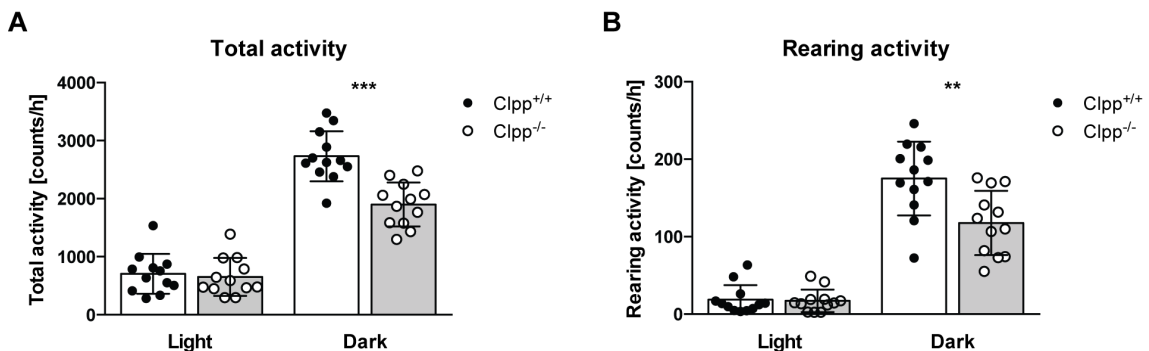 A
Total activity
Total activity [counts/h]
4000
3000
2000
1000
0
***
Light
Dark
Clpp+/+
Clpp-/-
B
Rearing activity
Rearing activity [counts/h]
300
200
100
0
**
Light
Dark
Clpp+/+
Clpp-/-